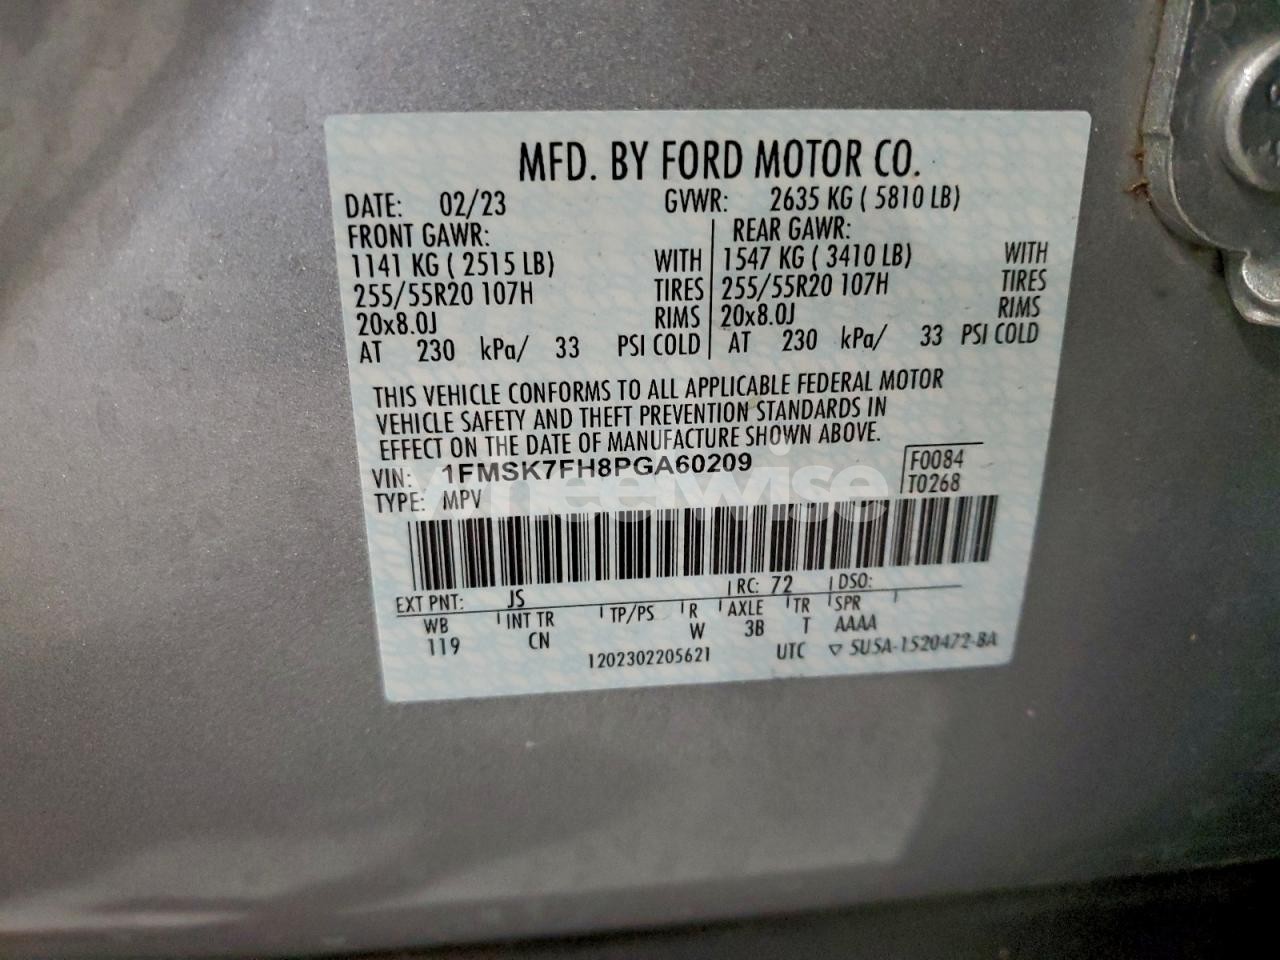 MFD. BY FORD MOTOR CO.
DATE: 02/23 GVWR: 2635 KG ( 5810 LB)
FRONT GAWR: REAR GAWR:
1141 KG ( 2515 LB) WITH 1547 KG ( 3410 LB) WITH
255/55R20 107H TIRES 255/55R20 107H TIRES
20x8.0J RIMS 20x8.0J RIMS
AT 230 kPa/ 33 PSI COLD AT 230 kPa/ 33 PSI COLD
THIS VEHICLE CONFORMS TO ALL APPLICABLE FEDERAL MOTOR
VEHICLE SAFETY AND THEFT PREVENTION STANDARDS IN
EFFECT ON THE DATE OF MANUFACTURE SHOWN ABOVE.
VIN: 1FMSK7FH8PGA60209 F0084
TYPE: MPV T0268
wheelwise
RC: 72 DSO:
EXT PNT: JS
WB INT TR TP/PS R AXLE TR SPR
119 CN W 3B T AAAA
1202302205621 UTC ▽ SU5A-1520472-BA